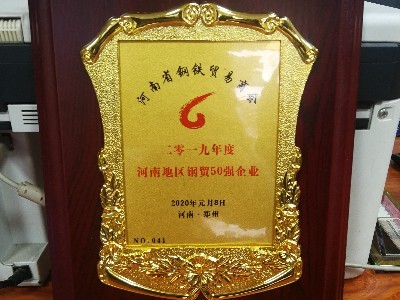 河南省钢铁贸易商会
二零一九年度
河南地区钢贸50强企业
2020年元月8日
河南·郑州
NO.041